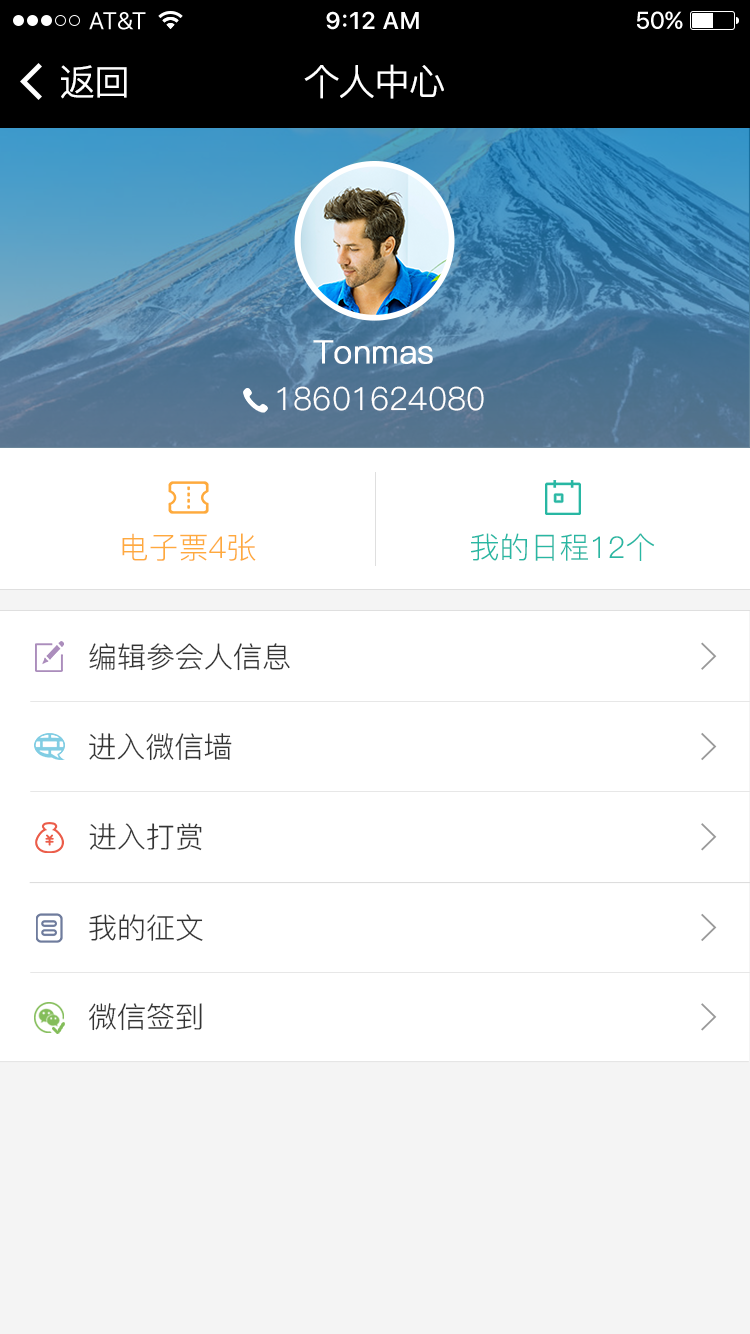 AT&T 9:12 AM 50%
返回 个人中心
Tonmas
18601624080
电子票4张 我的日程12个
编辑参会人信息
进入微信墙
¥ 进入打赏
我的征文
微信签到